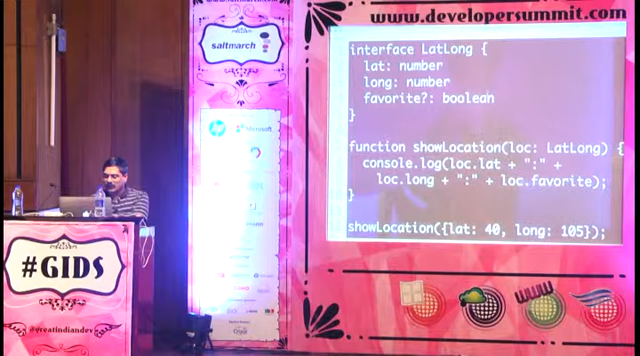 www.developersummit.com
saltmarch
interface LatLong {
lat: number
long: number
favorite?: boolean
}
function showLocation(loc: LatLong) {
console.log(loc.lat + ":" +
loc.long + ":" + loc.favorite);
}
showLocation({lat: 40, long: 105});
Microsoft
#GIDS
@greatindiandev
www